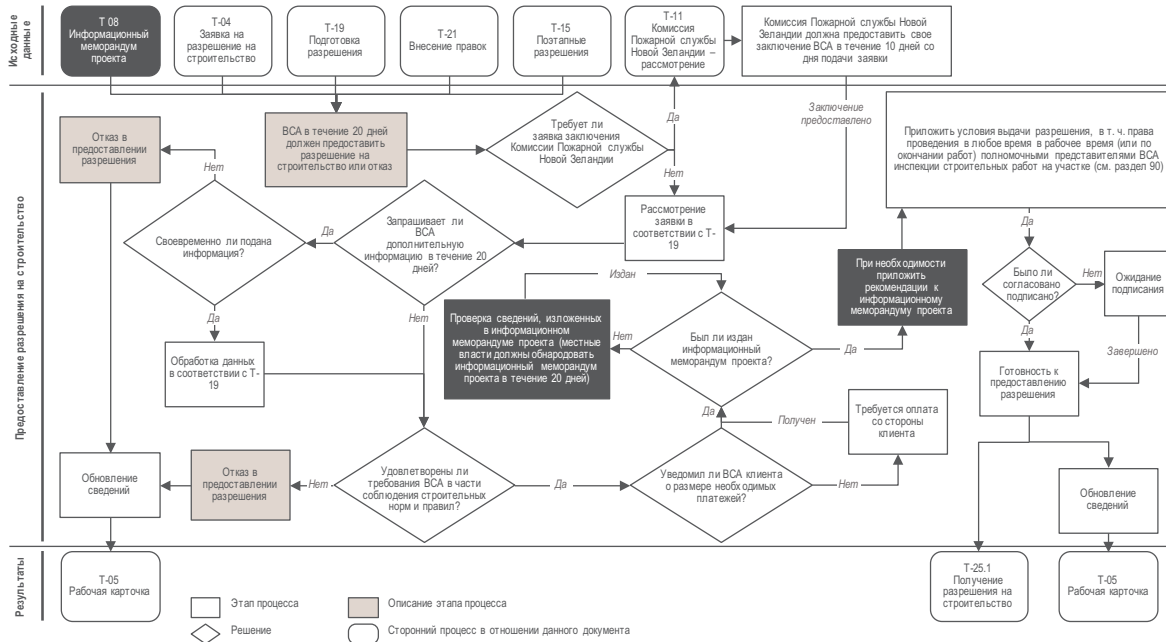 Исходные
данные
Т 08
Информационный
меморандум
проекта
Т-04
Заявка на
разрешение на
строительство
Т-19
Подготовка
разрешения
Т-21
Внесение правок
Т-15
Поэтапные
разрешения
Т-11
Комиссия
Пожарной службы
Новой Зеландии –
рассмотрение
Комиссия Пожарной службы Новой
Зеландии должна предоставить свое
заключение ВСА в течение 10 дней со
дня подачи заявки
Предоставление разрешения на строительство
Отказ в
предоставлении
разрешения
ВСА в течение 20 дней
должен предоставить
разрешение на
строительство или отказ
Требует ли
заявка заключения
Комиссии Пожарной службы
Новой Зеландии
Да
Заключение
предоставлено
Приложить условия выдачи разрешения, в т. ч. права
проведения в любое время в рабочее время (или по
окончании работ) полномочными представителями ВСА
инспекции строительных работ на участке (см. раздел 90)
Нет
Нет
Своевременно ли подана
информация?
Да
Запрашивает ли
ВСА
дополнительную
информацию в течение 20
дней?
Рассмотрение
заявки в
соответствии с Т-
19
Да
Издан
При необходимости
приложить
рекомендации к
информационному
меморандуму проекта
Было ли
согласовано
подписано?
Нет
Ожидание
подписания
Да
Нет
Проверка сведений, изложенных
в информационном
меморандуме проекта (местные
власти должны обнародовать
информационный меморандум
проекта в течение 20 дней)
Нет
Был ли издан
информационный
меморандум проекта?
Да
Да
Завершено
Обработка данных
в соответствии с Т-
19
Готовность к
предоставлению
разрешения
Да
Получен
Требуется оплата
со стороны
клиента
Обновление
сведений
Отказ в
предоставлении
разрешения
Нет
Удовлетворены ли
требования ВСА в части
соблюдения строительных
норм и правил?
Да
Уведомил ли ВСА клиента
о размере необходимых
платежей?
Нет
Обновление
сведений
Результаты
Т-05
Рабочая карточка
Т-25.1
Получение
разрешения на
строительство
Т-05
Рабочая карточка
Этап процесса
Описание этапа процесса
Решение
Сторонний процесс в отношении данного документа